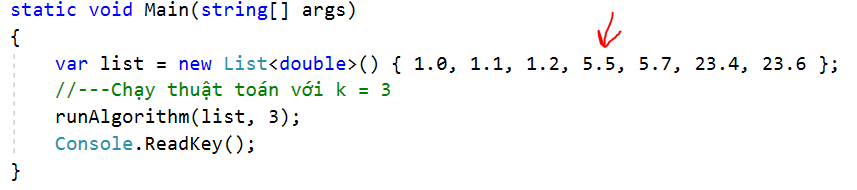 static void Main(string[] args)
{
var list = new List<double>() { 1.0, 1.1, 1.2, 5.5, 5.7, 23.4, 23.6 };
//---Chạy thuật toán với k = 3
runAlgorithm(list, 3);
Console.ReadKey();
}